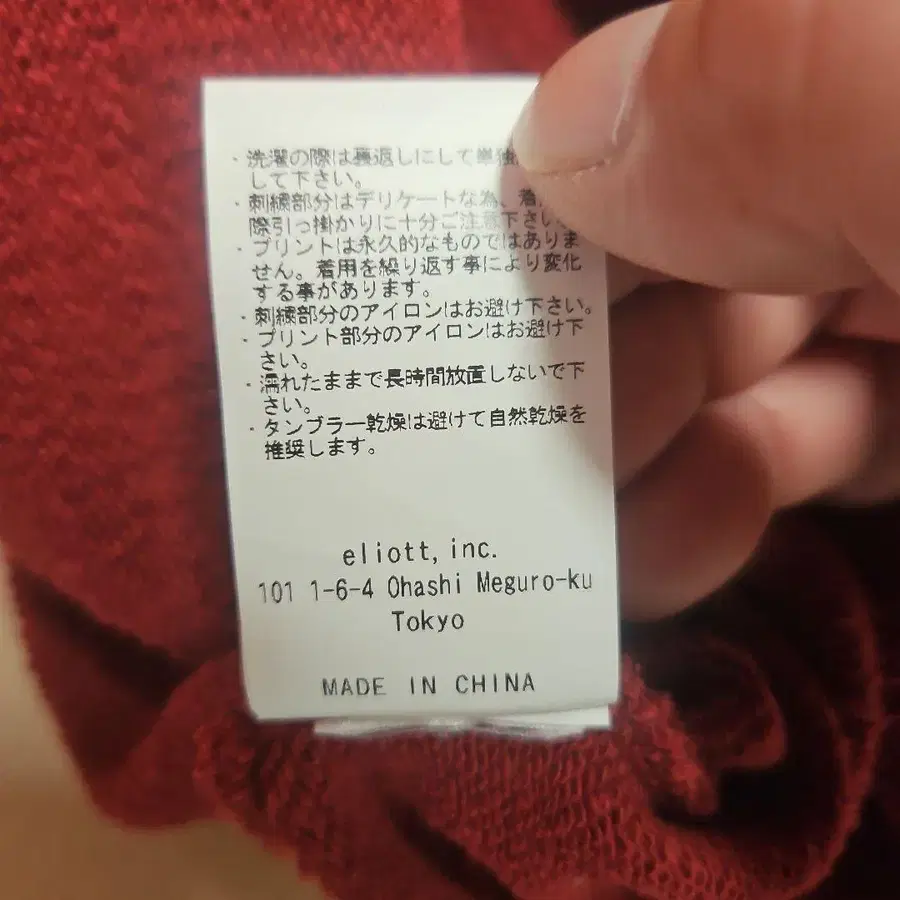 ・洗濯の際は裏返しにして単独
して下さい。
・刺繍部分はデリケートな為、着
際引っ掛かりに十分ご注意下さい
・プリントは永久的なものではありま
せん。着用を繰り返す事により変化
する事があります。
・刺繍部分のアイロンはお避け下さい。
・プリント部分のアイロンはお避け下
さい。
・濡れたままで長時間放置しないで下
さい。
・タンブラー乾燥は避けて自然乾燥を
推奨します。
eliott, inc.
101 1-6-4 Ohashi Meguro-ku
Tokyo
MADE IN CHINA